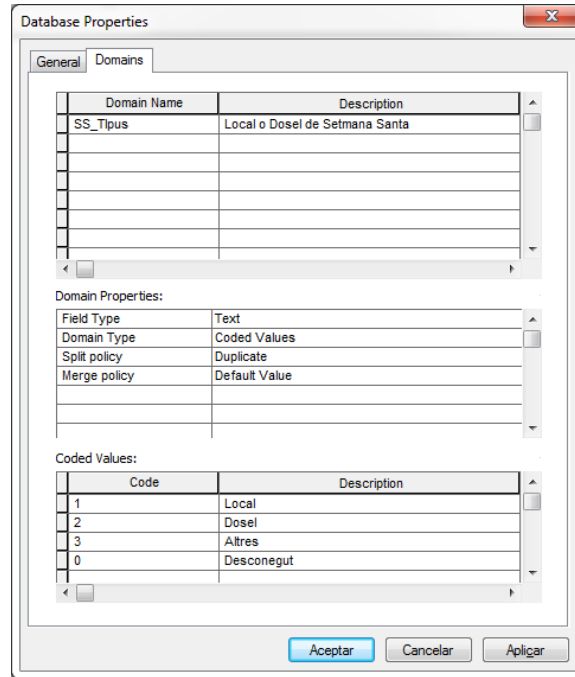 Database Properties
x
General Domains
Domain Name Description
SS_TIpus Local o Dosel de Setmana Santa
Domain Properties:
Field Type Text
Domain Type Coded Values
Split policy Duplicate
Merge policy Default Value
Coded Values:
Code Description
1 Local
2 Dosel
3 Altres
0 Desconegut
Aceptar Cancelar Aplicar